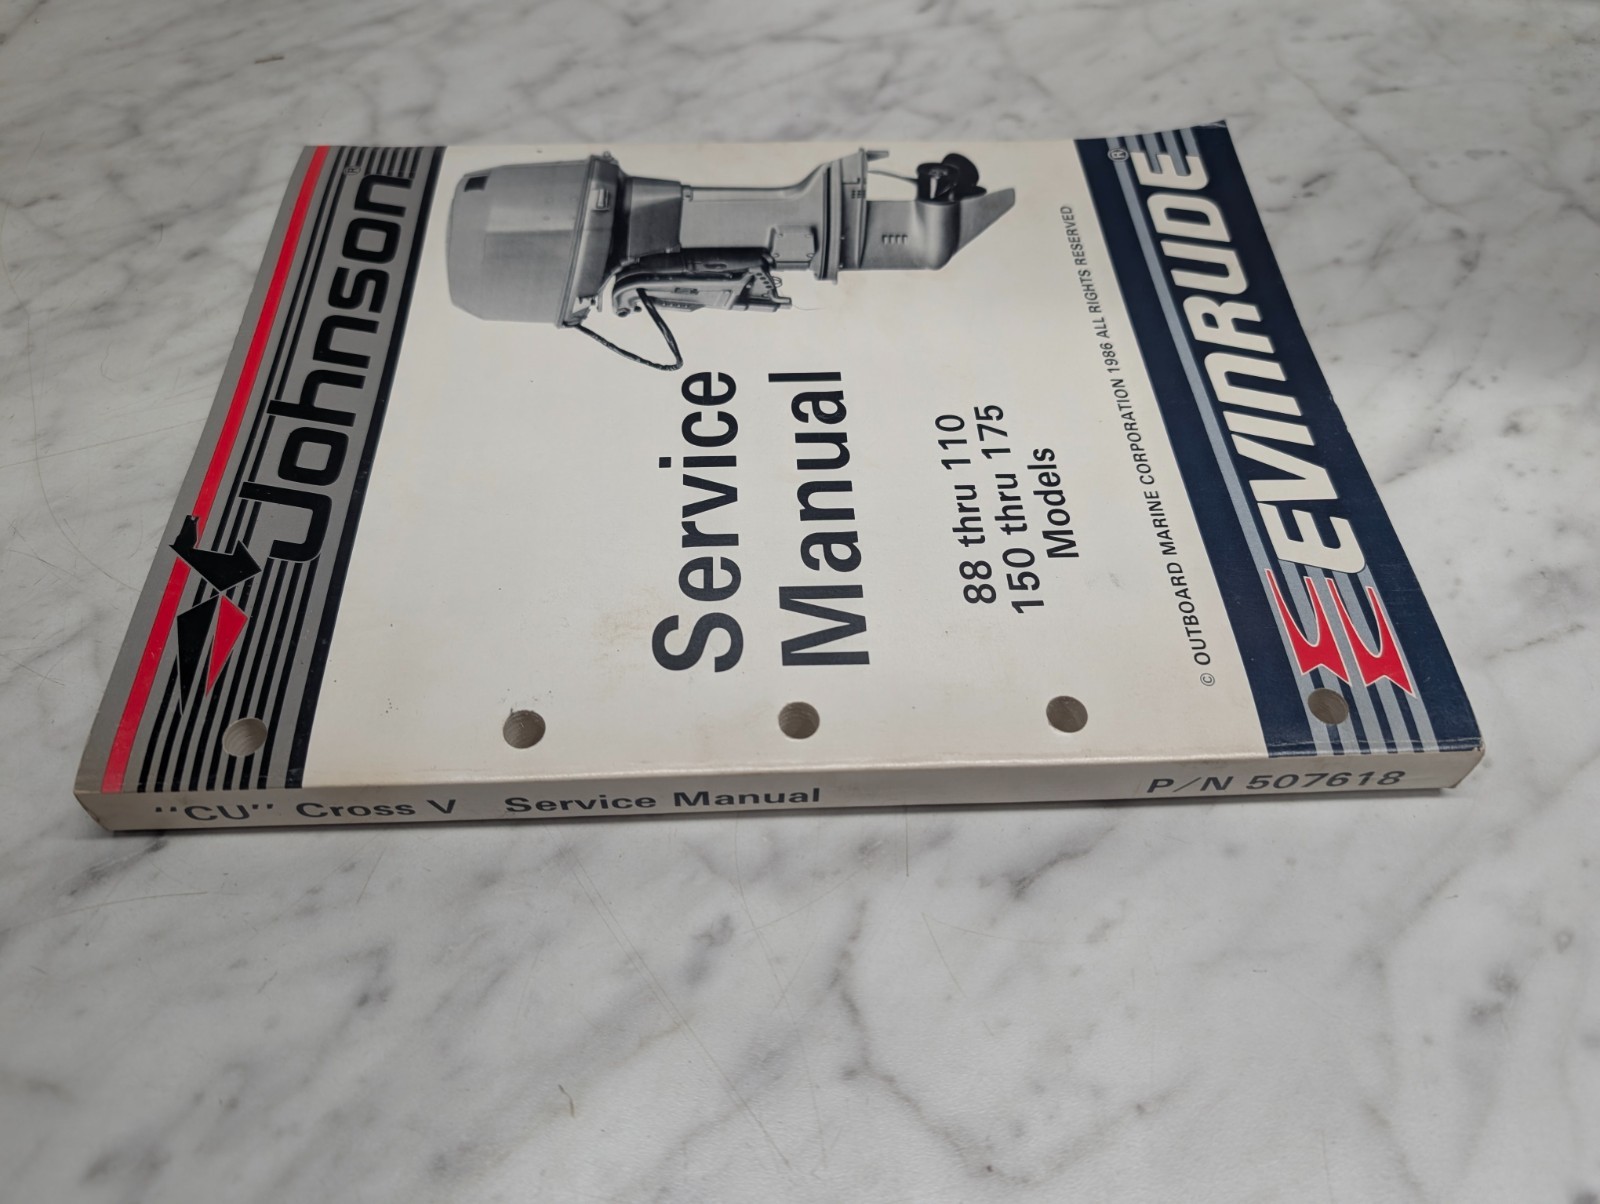 Johnson®
Service
Manual
88 thru 110
150 thru 175
Models
© OUTBOARD MARINE CORPORATION 1986 ALL RIGHTS RESERVED
EVINRUDE®
"CU" Cross V Service Manual P/N 507618